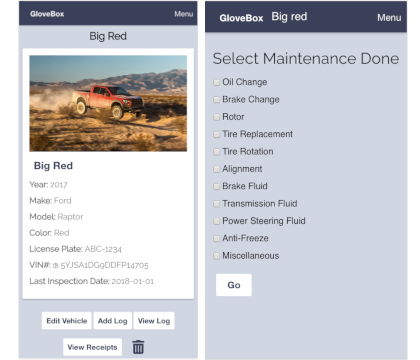 GloveBox Menu
Big Red
Big Red
Year: 2017
Make: Ford
Model: Raptor
Color: Red
License Plate: ABC-1234
VIN#: 5YJSA1DG9DDFP14705
Last Inspection Date: 2018-01-01
Edit Vehicle Add Log View Log
View Receipts
GloveBox Big red Menu
Select Maintenance Done
Oil Change
Brake Change
Rotor
Tire Replacement
Tire Rotation
Alignment
Brake Fluid
Transmission Fluid
Power Steering Fluid
Anti-Freeze
Miscellaneous
Go